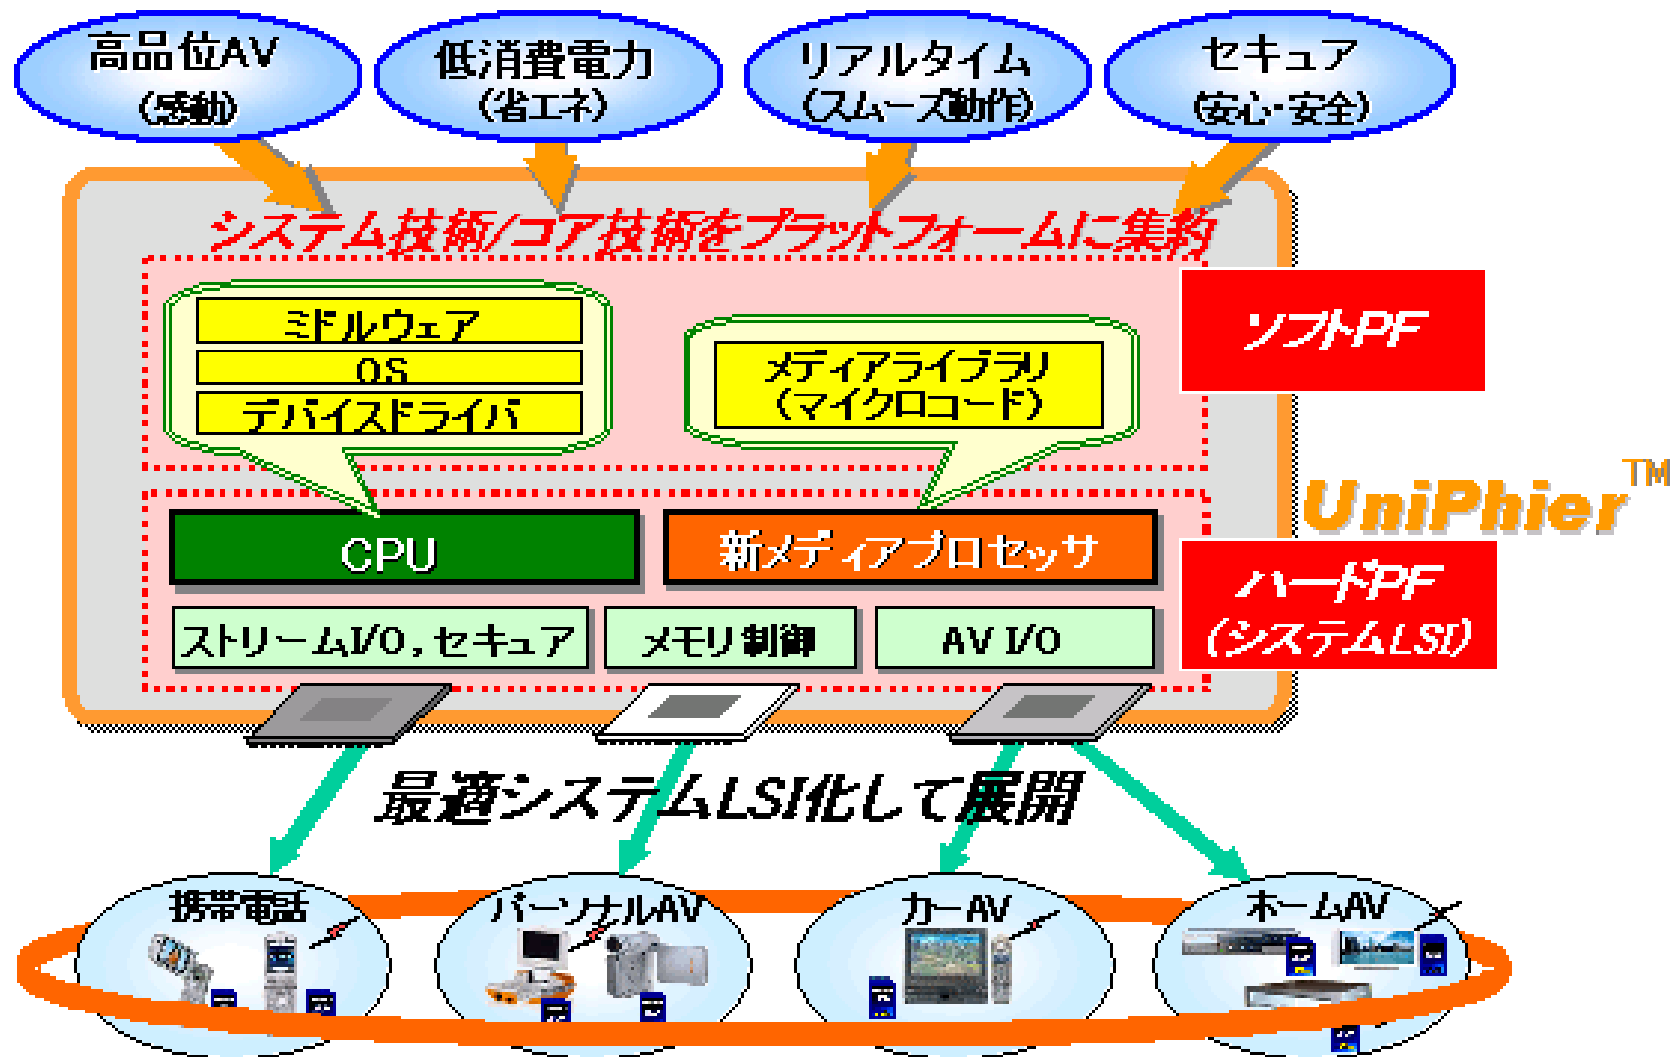 高品位AV
(感動)
低消費電力
(省エネ)
リアルタイム
(スムーズ動作)
セキュア
(安心・安全)
システム技術/コア技術をプラットフォームに集約
ミドルウェア
OS
デバイスドライバ
メディアライブラリ
(マイクロコード)
ソフトPF
UniPhier™
CPU
新メディアプロセッサ
ハードPF
(システムLSI)
ストリームI/O,セキュア
メモリ制御
AV I/O
最適システムLSI化して展開
携帯電話
パーソナルAV
カーAV
ホームAV